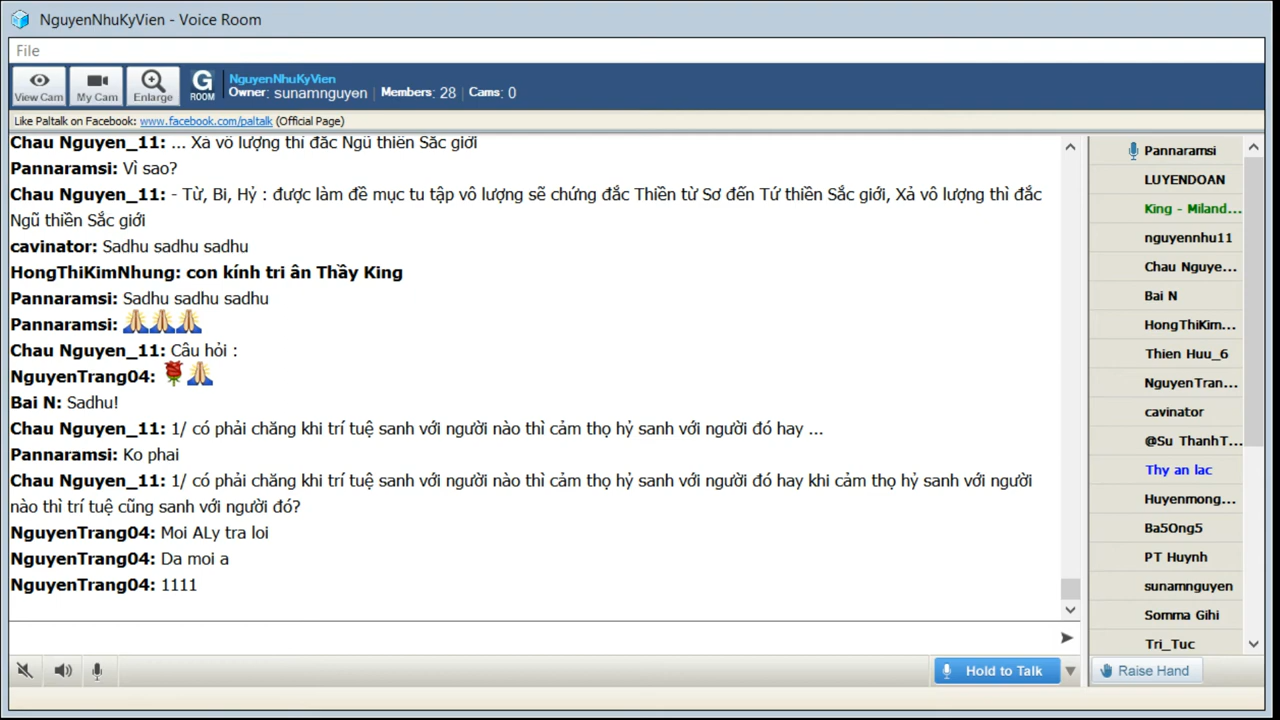 NguyenNhuKyVien - Voice Room
File
View Cam
My Cam
Enlarge
G
ROOM
NguyenNhuKyVien
Owner: sunamnguyen | Members: 28 | Cams: 0
Like Paltalk on Facebook: www.facebook.com/paltalk (Official Page)
Chau Nguyen_11: ... Xả vô lượng thí đắc Ngũ thiền Sắc giới
Pannaramsi: Vì sao?
Chau Nguyen_11: - Từ, Bi, Hỷ : được làm đề mục tu tập vô lượng sẽ chứng đắc Thiền từ Sơ đến Tứ thiền Sắc giới, Xả vô lượng thì đắc
Ngũ thiền Sắc giới
cavinator: Sadhu sadhu sadhu
HongThiKimNhung: con kính tri ân Thầy King
Pannaramsi: Sadhu sadhu sadhu
Pannaramsi: 🙏🙏🙏
Chau Nguyen_11: Câu hỏi :
NguyenTrang04: 🌹🙏
Bai N: Sadhu!
Chau Nguyen_11: 1/ có phải chăng khi trí tuệ sanh với người nào thì cảm thọ hỷ sanh với người đó hay ...
Pannaramsi: Ko phai
Chau Nguyen_11: 1/ có phải chăng khi trí tuệ sanh với người nào thì cảm thọ hỷ sanh với người đó hay khi cảm thọ hỷ sanh với người
nào thì trí tuệ cũng sanh với người đó?
NguyenTrang04: Moi ALy tra loi
NguyenTrang04: Da moi a
NguyenTrang04: 1111
Pannaramsi
LUYENDOAN
King - Miland...
nguyennhu11
Chau Nguye...
Bai N
HongThiKim...
Thien Huu_6
NguyenTran...
cavinator
@Su ThanhT...
Thy an lac
Huyenmong...
Ba5Ong5
PT Huynh
sunamnguyen
Somma Gihi
Tri_Tuc
Hold to Talk
Raise Hand